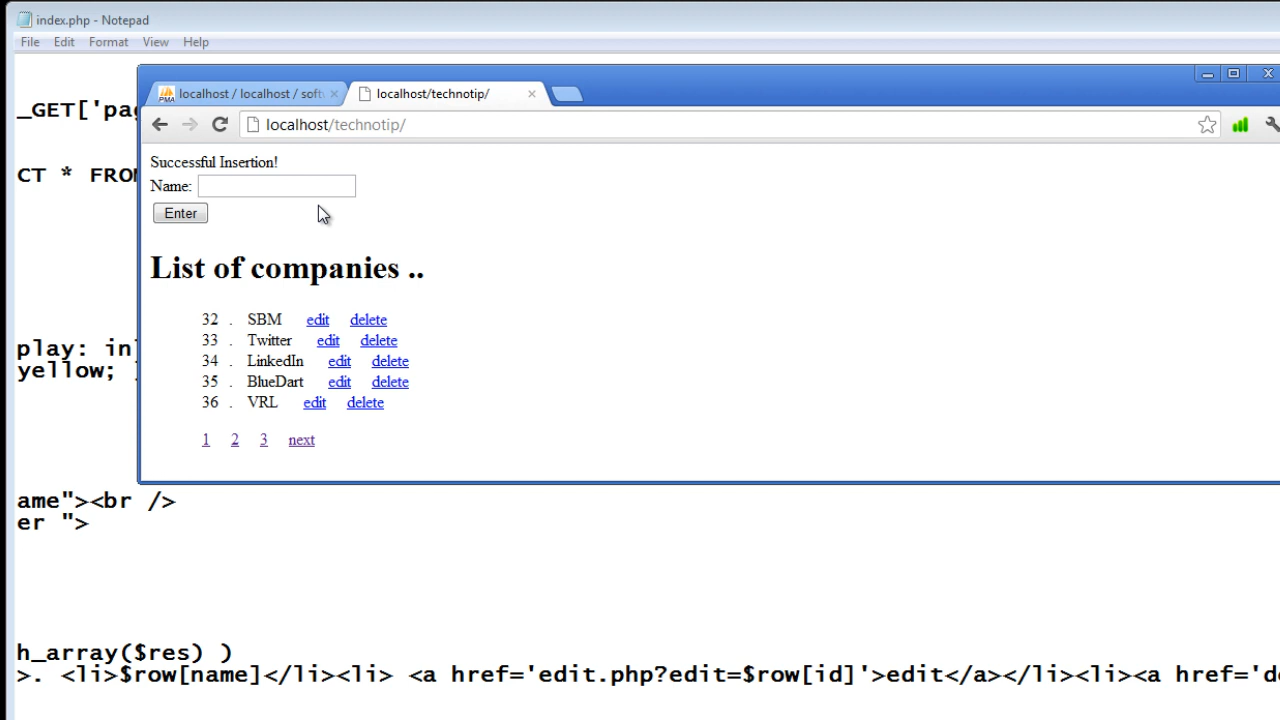 index.php - Notepad
File Edit Format View Help
_GET['pag
CT * FROM
play: in
yellow;
ame"><br />
er ">
h_array($res) )
>. <li>$row[name]</li><li> <a href='edit.php?edit=$row[id]'>edit</a></li><li><a href='de
localhost / localhost / soft
PMA
localhost/technotip/
localhost/technotip/
Successful Insertion!
Name:
Enter
List of companies ..
32 . SBM edit delete
33 . Twitter edit delete
34 . LinkedIn edit delete
35 . BlueDart edit delete
36 . VRL edit delete
1 2 3 next